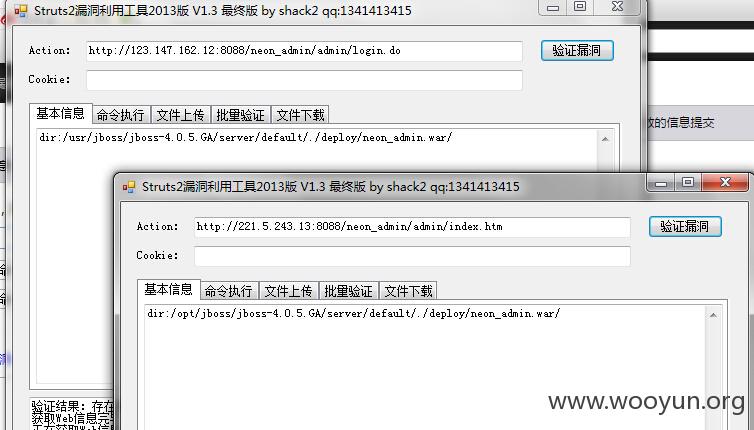 Struts2漏洞利用工具2013版 V1.3 最终版 by shack2 qq:1341413415
Action: http://123.147.162.12:8088/neon_admin/admin/login.do 验证漏洞
Cookie:
基本信息 命令执行 文件上传 批量验证 文件下载
dir:/usr/jboss/jboss-4.0.5.GA/server/default/./deploy/neon_admin.war/
的信息提交
Struts2漏洞利用工具2013版 V1.3 最终版 by shack2 qq:1341413415
Action: http://221.5.243.13:8088/neon_admin/admin/index.htm 验证漏洞
Cookie:
基本信息 命令执行 文件上传 批量验证 文件下载
dir:/opt/jboss/jboss-4.0.5.GA/server/default/./deploy/neon_admin.war/
验证结果: 存在
获取Web信息完
正在获取Web信
www.wooyun.org